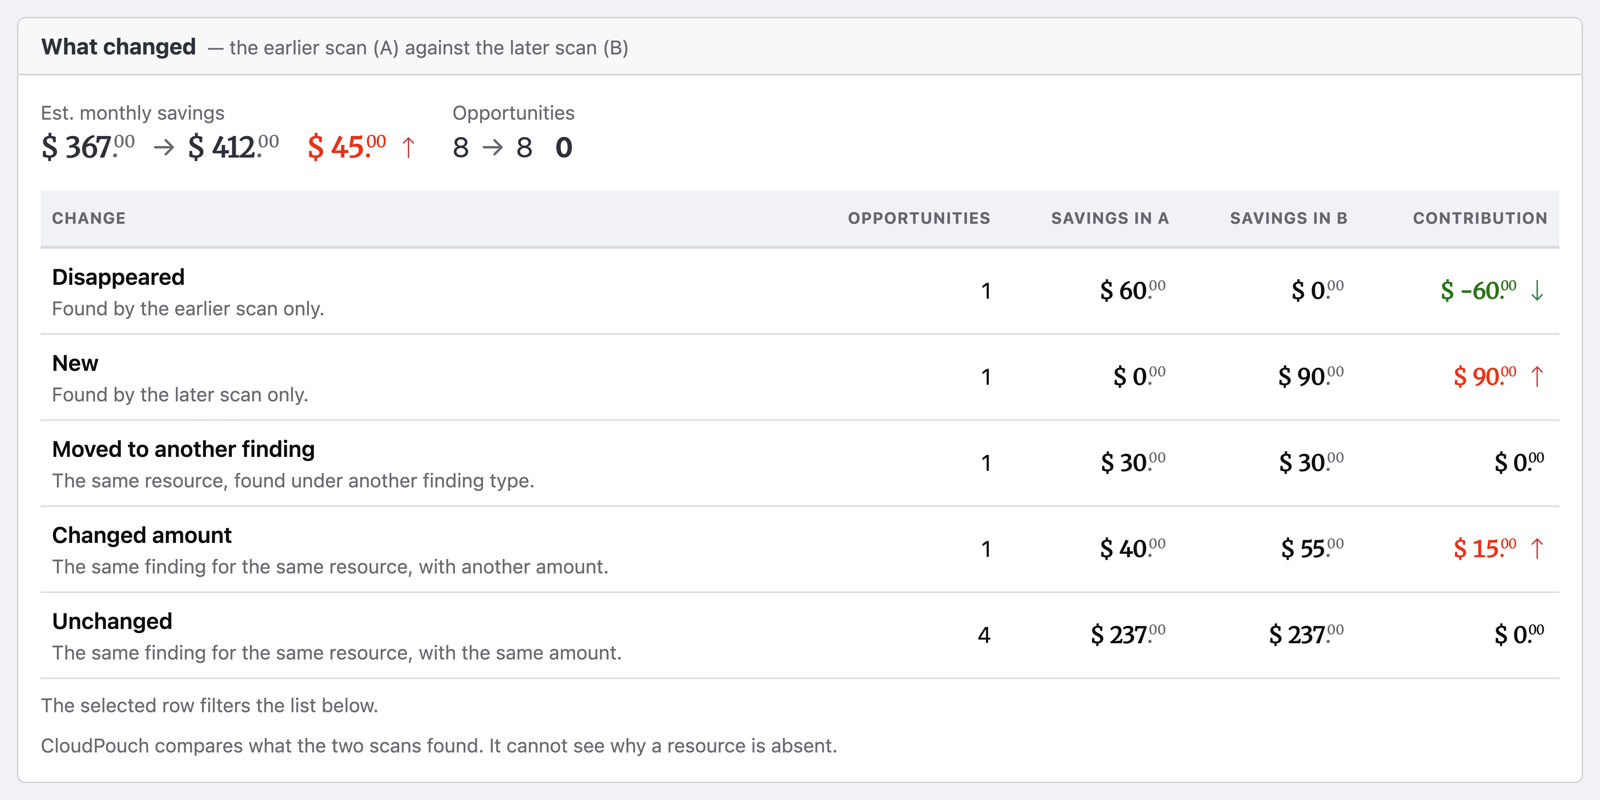 What changed — the earlier scan (A) against the later scan (B)
Est. monthly savings Opportunities
$ 367.00 → $ 412.00 $ 45.00 ↑ 8 → 8 0
CHANGE OPPORTUNITIES SAVINGS IN A SAVINGS IN B CONTRIBUTION
Disappeared
Found by the earlier scan only.
1 $ 60.00 $ 0.00 $ -60.00 ↓
New
Found by the later scan only.
1 $ 0.00 $ 90.00 $ 90.00 ↑
Moved to another finding
The same resource, found under another finding type.
1 $ 30.00 $ 30.00 $ 0.00
Changed amount
The same finding for the same resource, with another amount.
1 $ 40.00 $ 55.00 $ 15.00 ↑
Unchanged
The same finding for the same resource, with the same amount.
4 $ 237.00 $ 237.00 $ 0.00
The selected row filters the list below.
CloudPouch compares what the two scans found. It cannot see why a resource is absent.